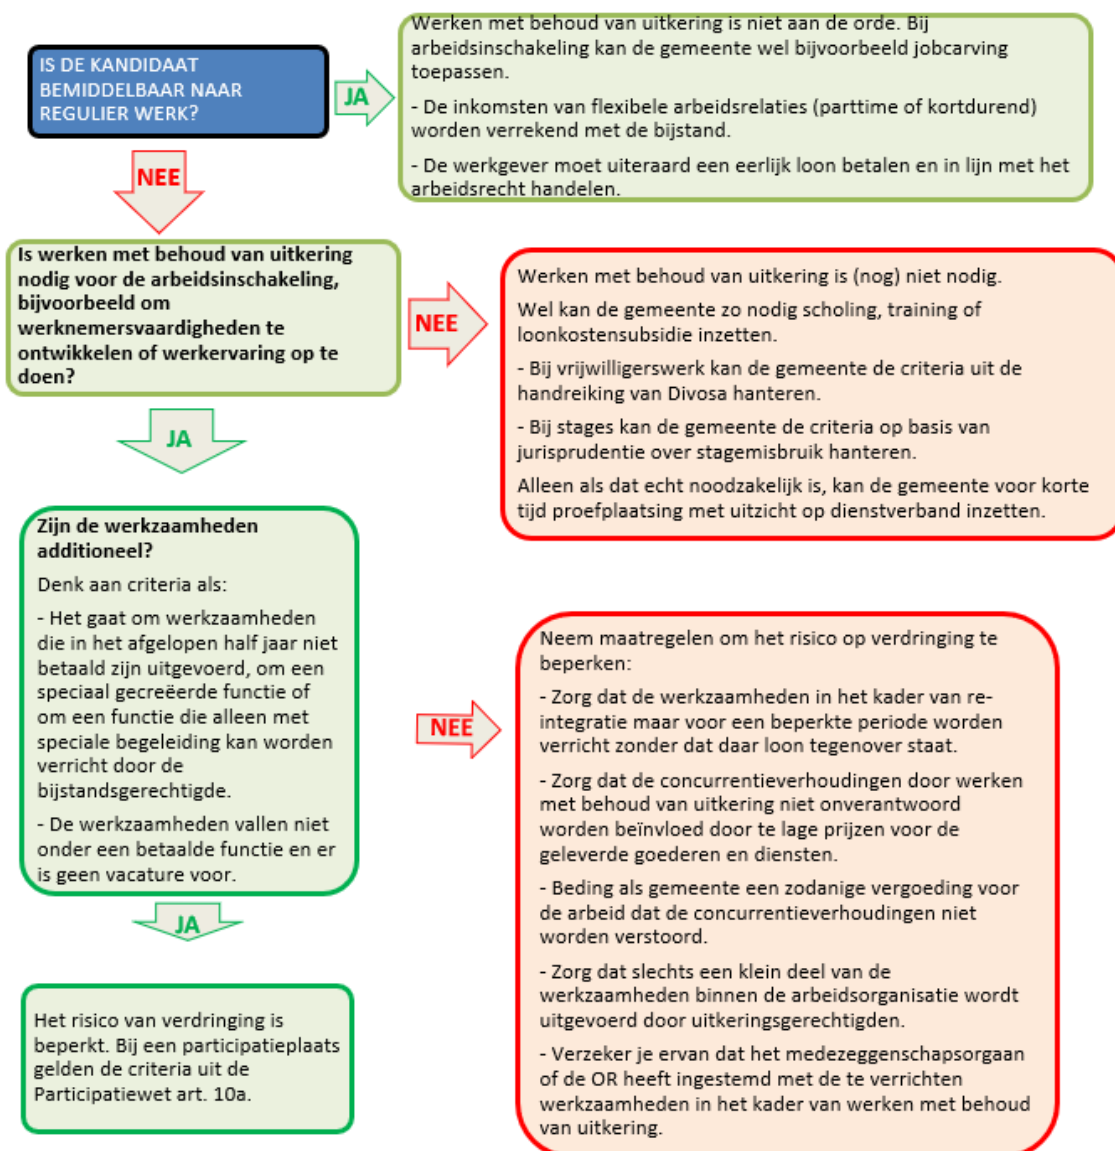 IS DE KANDIDAAT
BEMIDDELBAAR NAAR
REGULIER WERK?
JA
Werken met behoud van uitkering is niet aan de orde. Bij
arbeidsinschakeling kan de gemeente wel bijvoorbeeld jobcarving
toepassen.
- De inkomsten van flexibele arbeidsrelaties (parttime of kortdurend)
worden verrekend met de bijstand.
- De werkgever moet uiteraard een eerlijk loon betalen en in lijn met het
arbeidsrecht handelen.
NEE
Is werken met behoud van uitkering
nodig voor de arbeidsinschakeling,
bijvoorbeeld om
werknemersvaardigheden te
ontwikkelen of werkervaring op te
doen?
NEE
Werken met behoud van uitkering is (nog) niet nodig.
Wel kan de gemeente zo nodig scholing, training of
loonkostensubsidie inzetten.
- Bij vrijwilligerswerk kan de gemeente de criteria uit de
handreiking van Divosa hanteren.
- Bij stages kan de gemeente de criteria op basis van
jurisprudentie over stagemisbruik hanteren.
Alleen als dat echt noodzakelijk is, kan de gemeente voor korte
tijd proefplaatsing met uitzicht op dienstverband inzetten.
JA
Zijn de werkzaamheden
additioneel?
Denk aan criteria als:
- Het gaat om werkzaamheden
die in het afgelopen half jaar niet
betaald zijn uitgevoerd, om een
speciaal gecreëerde functie of
om een functie die alleen met
speciale begeleiding kan worden
verricht door de
bijstandsgerechtigde.
- De werkzaamheden vallen niet
onder een betaalde functie en er
is geen vacature voor.
NEE
Neem maatregelen om het risico op verdringing te
beperken:
- Zorg dat de werkzaamheden in het kader van re-
integratie maar voor een beperkte periode worden
verricht zonder dat daar loon tegenover staat.
- Zorg dat de concurrentieverhoudingen door werken
met behoud van uitkering niet onverantwoord
worden beïnvloed door te lage prijzen voor de
geleverde goederen en diensten.
- Beding als gemeente een zodanige vergoeding voor
de arbeid dat de concurrentieverhoudingen niet
worden verstoord.
- Zorg dat slechts een klein deel van de
werkzaamheden binnen de arbeidsorganisatie wordt
uitgevoerd door uitkeringsgerechtigden.
- Verzeker je ervan dat het medezeggenschapsorgaan
of de OR heeft ingestemd met de te verrichten
werkzaamheden in het kader van werken met behoud
van uitkering.
JA
Het risico van verdringing is
beperkt. Bij een participatieplaats
gelden de criteria uit de
Participatiewet art. 10a.